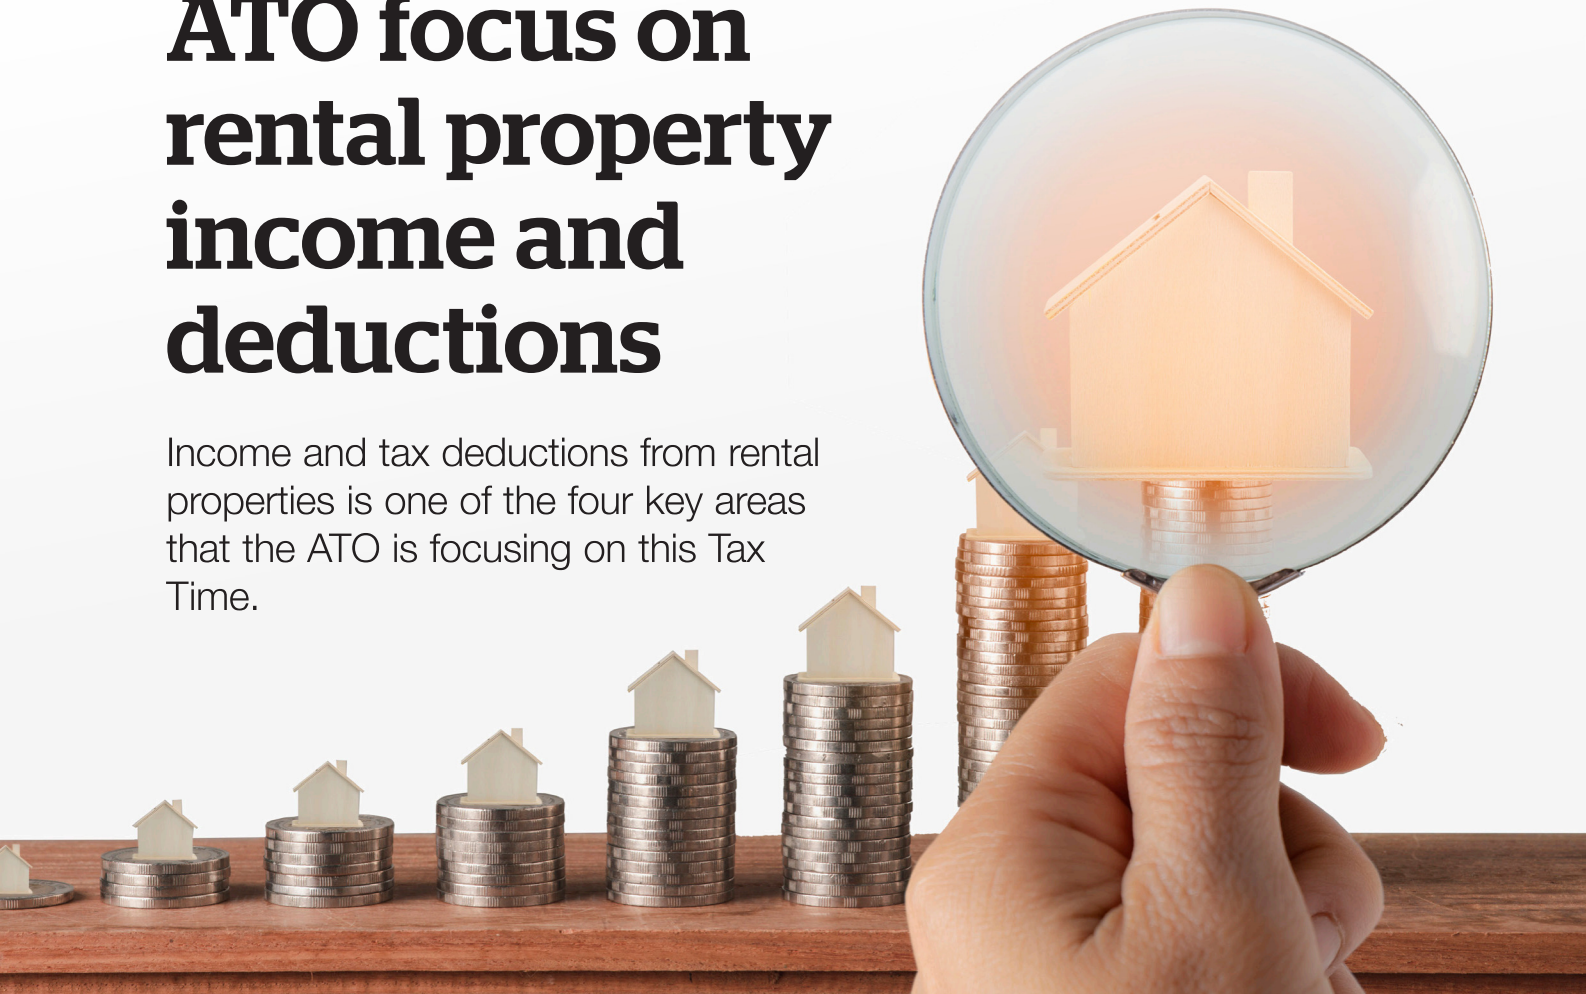 ATO focus on
rental property
income and
deductions
Income and tax deductions from rental
properties is one of the four key areas
that the ATO is focusing on this Tax
Time.